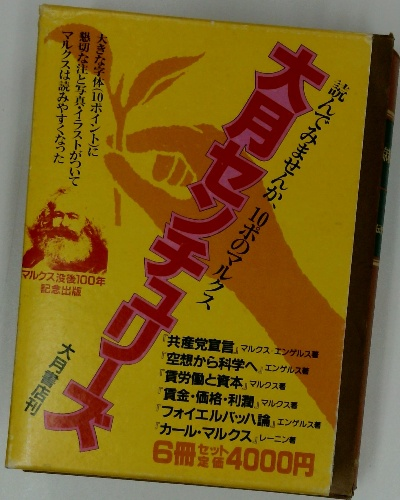 読んでみませんか、10ポのマルクス
大月センチュリーズ
大きな字体（10ポイント）に
懇切な注と写真・イラストがついて
マルクスは読みやすくなった
マルクス没後100年
記念出版
大月書店刊
『共産党宣言』マルクス・エンゲルス著
『空想から科学へ』エンゲルス著
『賃労働と資本』マルクス著
『賃金・価格・利潤』マルクス著
『フォイエルバッハ論』エンゲルス著
『カール・マルクス』レーニン著
6冊セット定価4000円